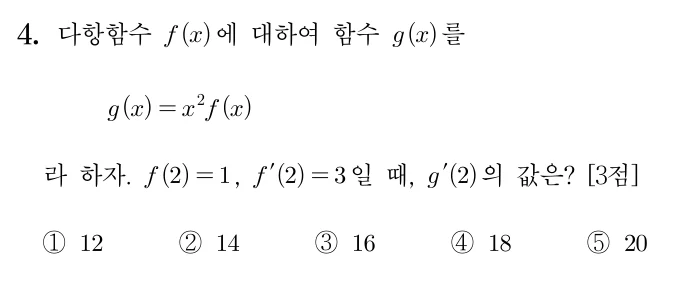 4. 다항함수 f(x)에 대하여 함수 g(x)를
g(x)=x²f(x)
라 하자. f(2)=1, f′(2)=3일 때, g′(2)의 값은? [3점]
① 12 ② 14 ③ 16 ④ 18 ⑤ 20